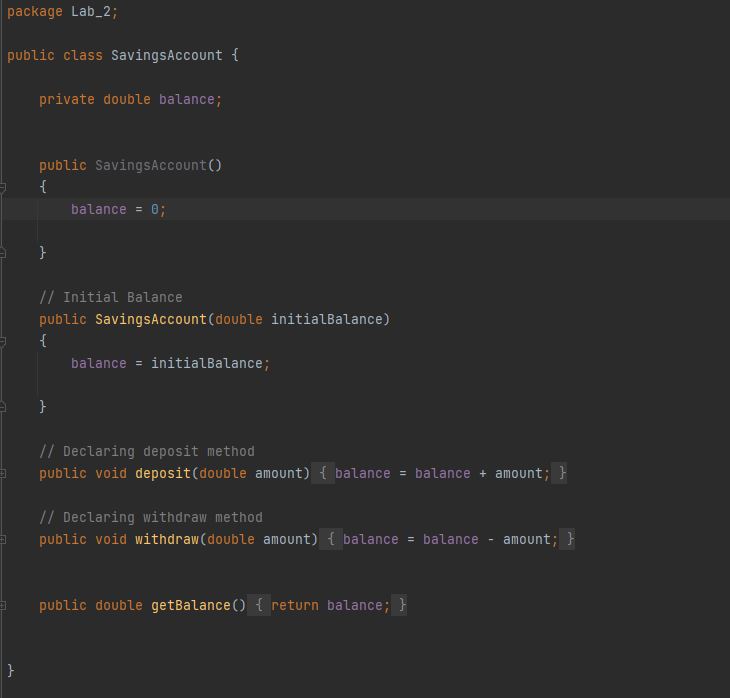 package Lab_2;
public class SavingsAccount {
private double balance;
public SavingsAccount()
{
balance = 0;
}
// Initial Balance
public SavingsAccount(double initialBalance)
{
balance = initialBalance;
}
// Declaring deposit method
public void deposit(double amount) { balance = balance + amount; }
// Declaring withdraw method
public void withdraw(double amount) { balance = balance - amount; }
public double getBalance() { return balance; }
}